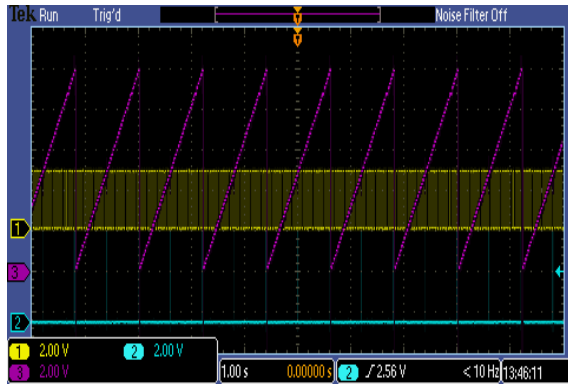 Tek Run Trig'd Noise Filter Off
1
3
2
1 2.00 V 2 2.00 V
3 2.00 V 1.00 s 0.00000 s 2 2.56 V < 10 Hz 13:46:11